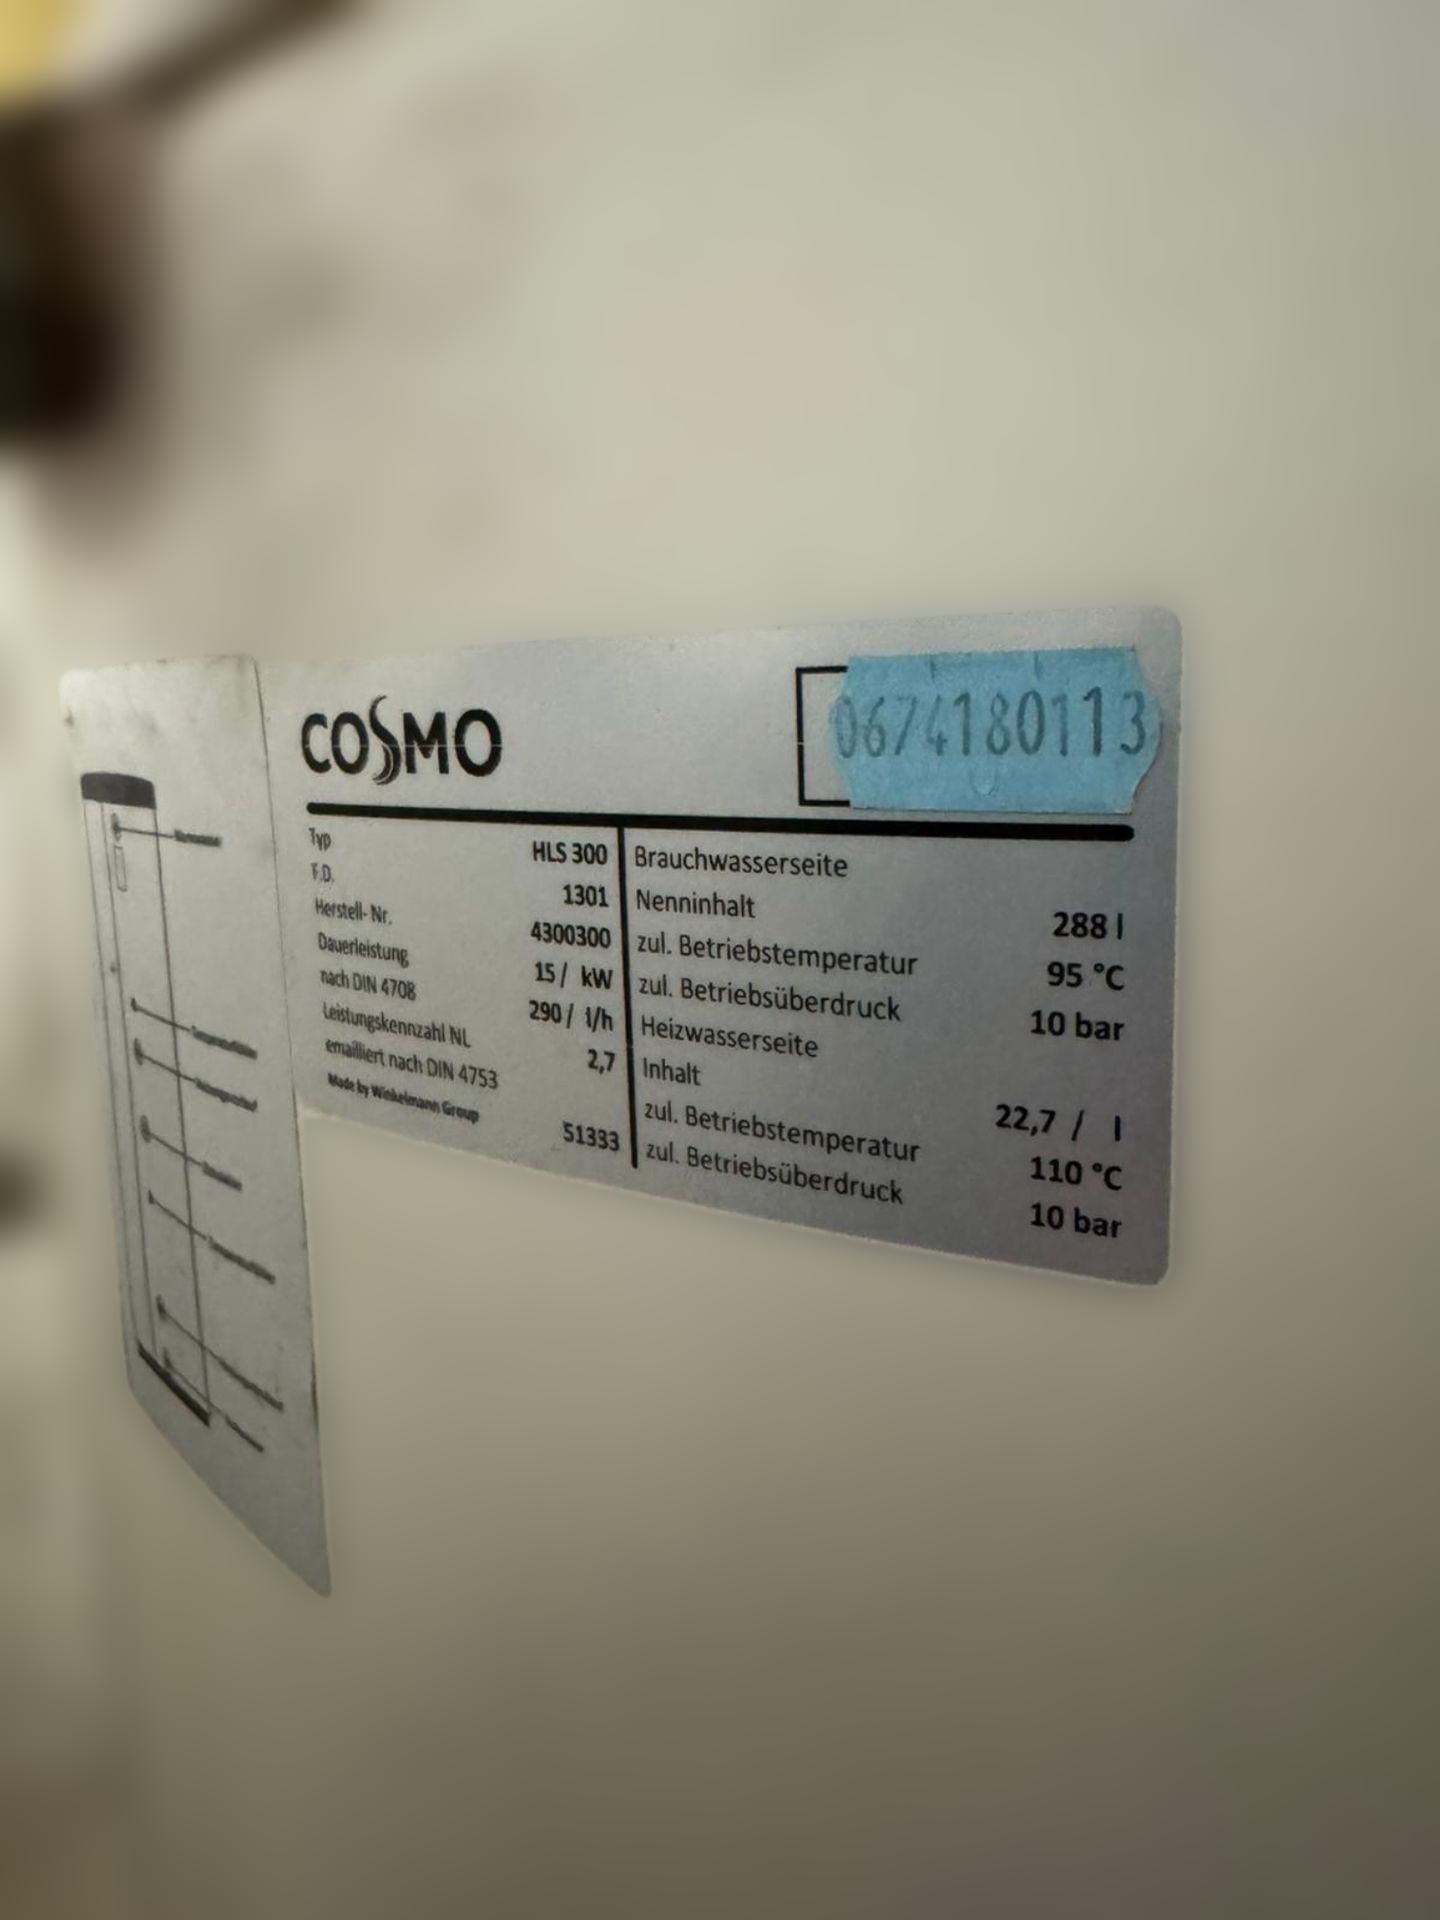 COSMO
0674180113
Typ HLS 300
F.D. 1301
Herstell- Nr. 4300300
Dauerleistung 15 / kW
nach DIN 4708 290 / l/h
Leistungskennzahl NL 2,7
emailliert nach DIN 4753
Made by Winkelmann Group
51333
Brauchwasserseite
Nenninhalt 288 l
zul. Betriebstemperatur 95 °C
zul. Betriebsüberdruck 10 bar
Heizwasserseite
Inhalt 22,7 / l
zul. Betriebstemperatur 110 °C
zul. Betriebsüberdruck 10 bar